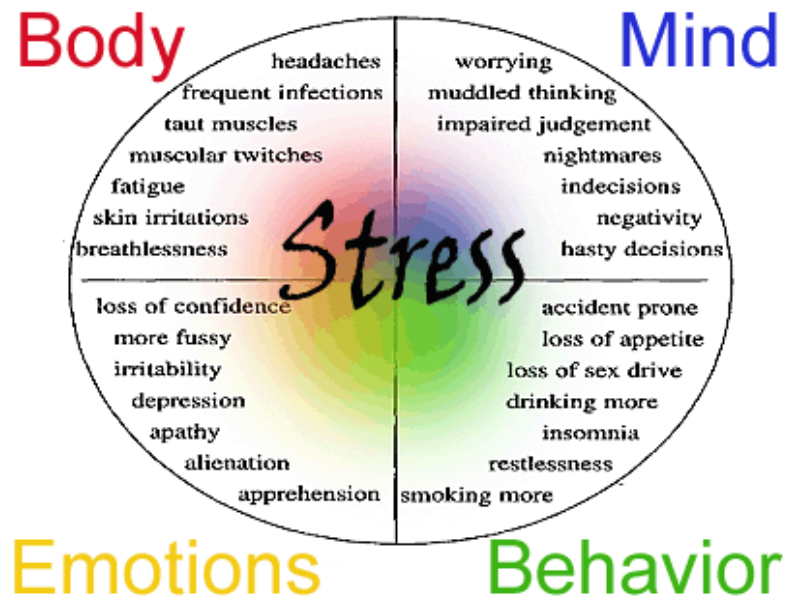 Body
headaches
frequent infections
taut muscles
muscular twitches
fatigue
skin irritations
breathlessness
Mind
worrying
muddled thinking
impaired judgement
nightmares
indecisions
negativity
hasty decisions
Stress
loss of confidence
more fussy
irritability
depression
apathy
alienation
apprehension
Emotions
accident prone
loss of appetite
loss of sex drive
drinking more
insomnia
restlessness
smoking more
Behavior